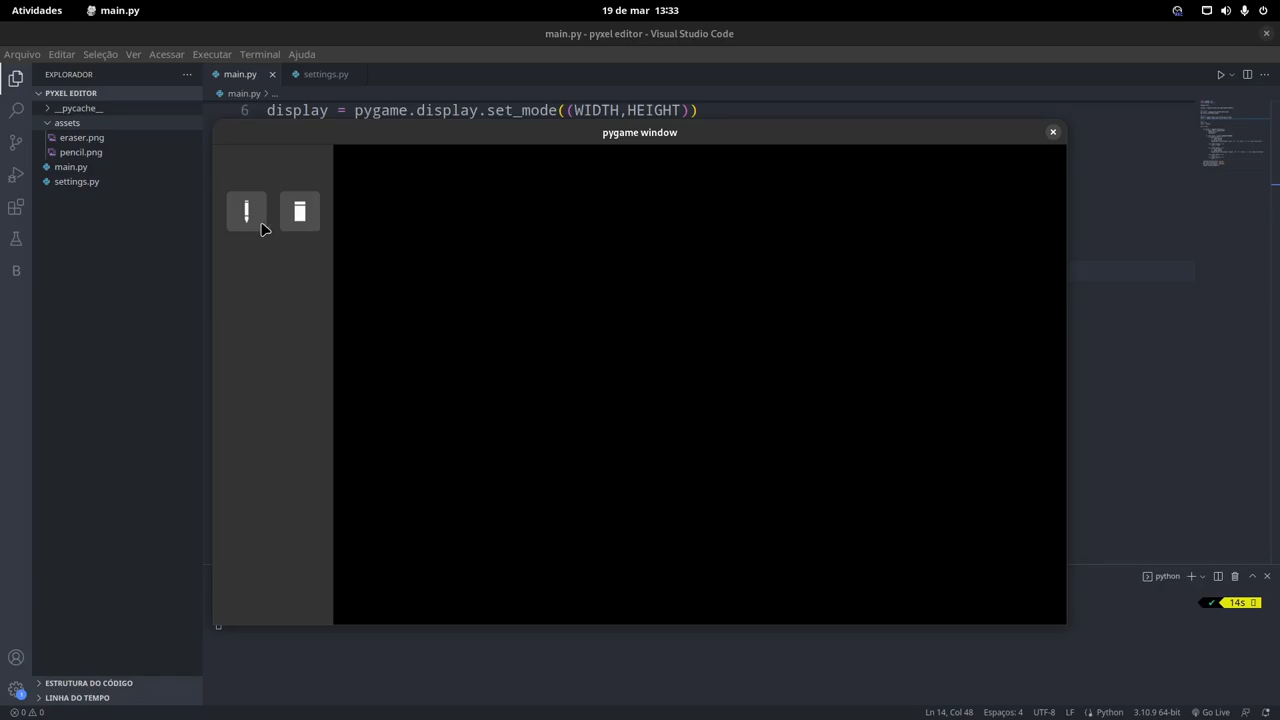 Atividades main.py 19 de mar 13:33
main.py - pyxel editor - Visual Studio Code
Arquivo Editar Seleção Ver Acessar Executar Terminal Ajuda
EXPLORADOR
main.py settings.py
PYXEL EDITOR
main.py > ...
__pycache__
6 display = pygame.display.set_mode((WIDTH,HEIGHT))
assets
pygame window
eraser.png
pencil.png
main.py
settings.py
B
python
14s
ESTRUTURA DO CÓDIGO
LINHA DO TEMPO
1
0 0 Ln 14, Col 48 Espaços: 4 UTF-8 LF Python 3.10.9 64-bit Go Live